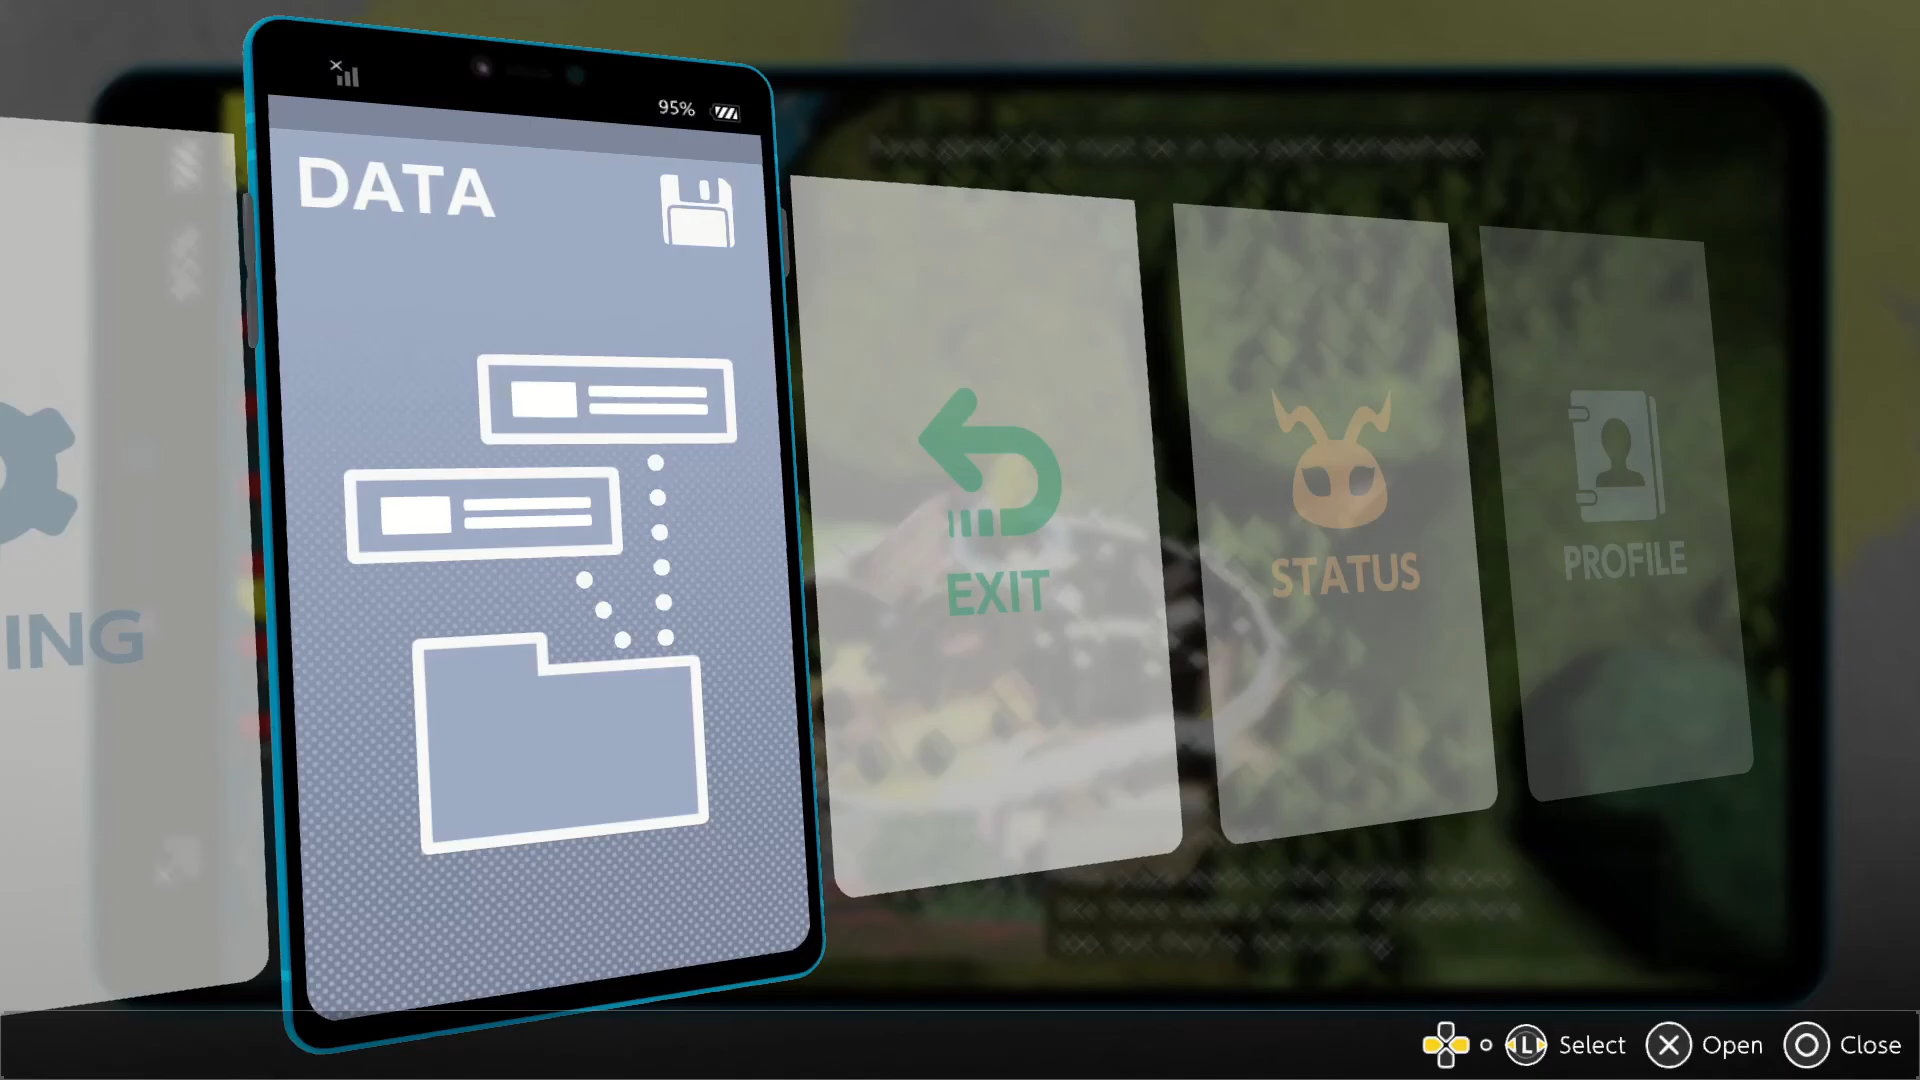 95%
DATA
ING
EXIT
STATUS
PROFILE
o Select Open Close